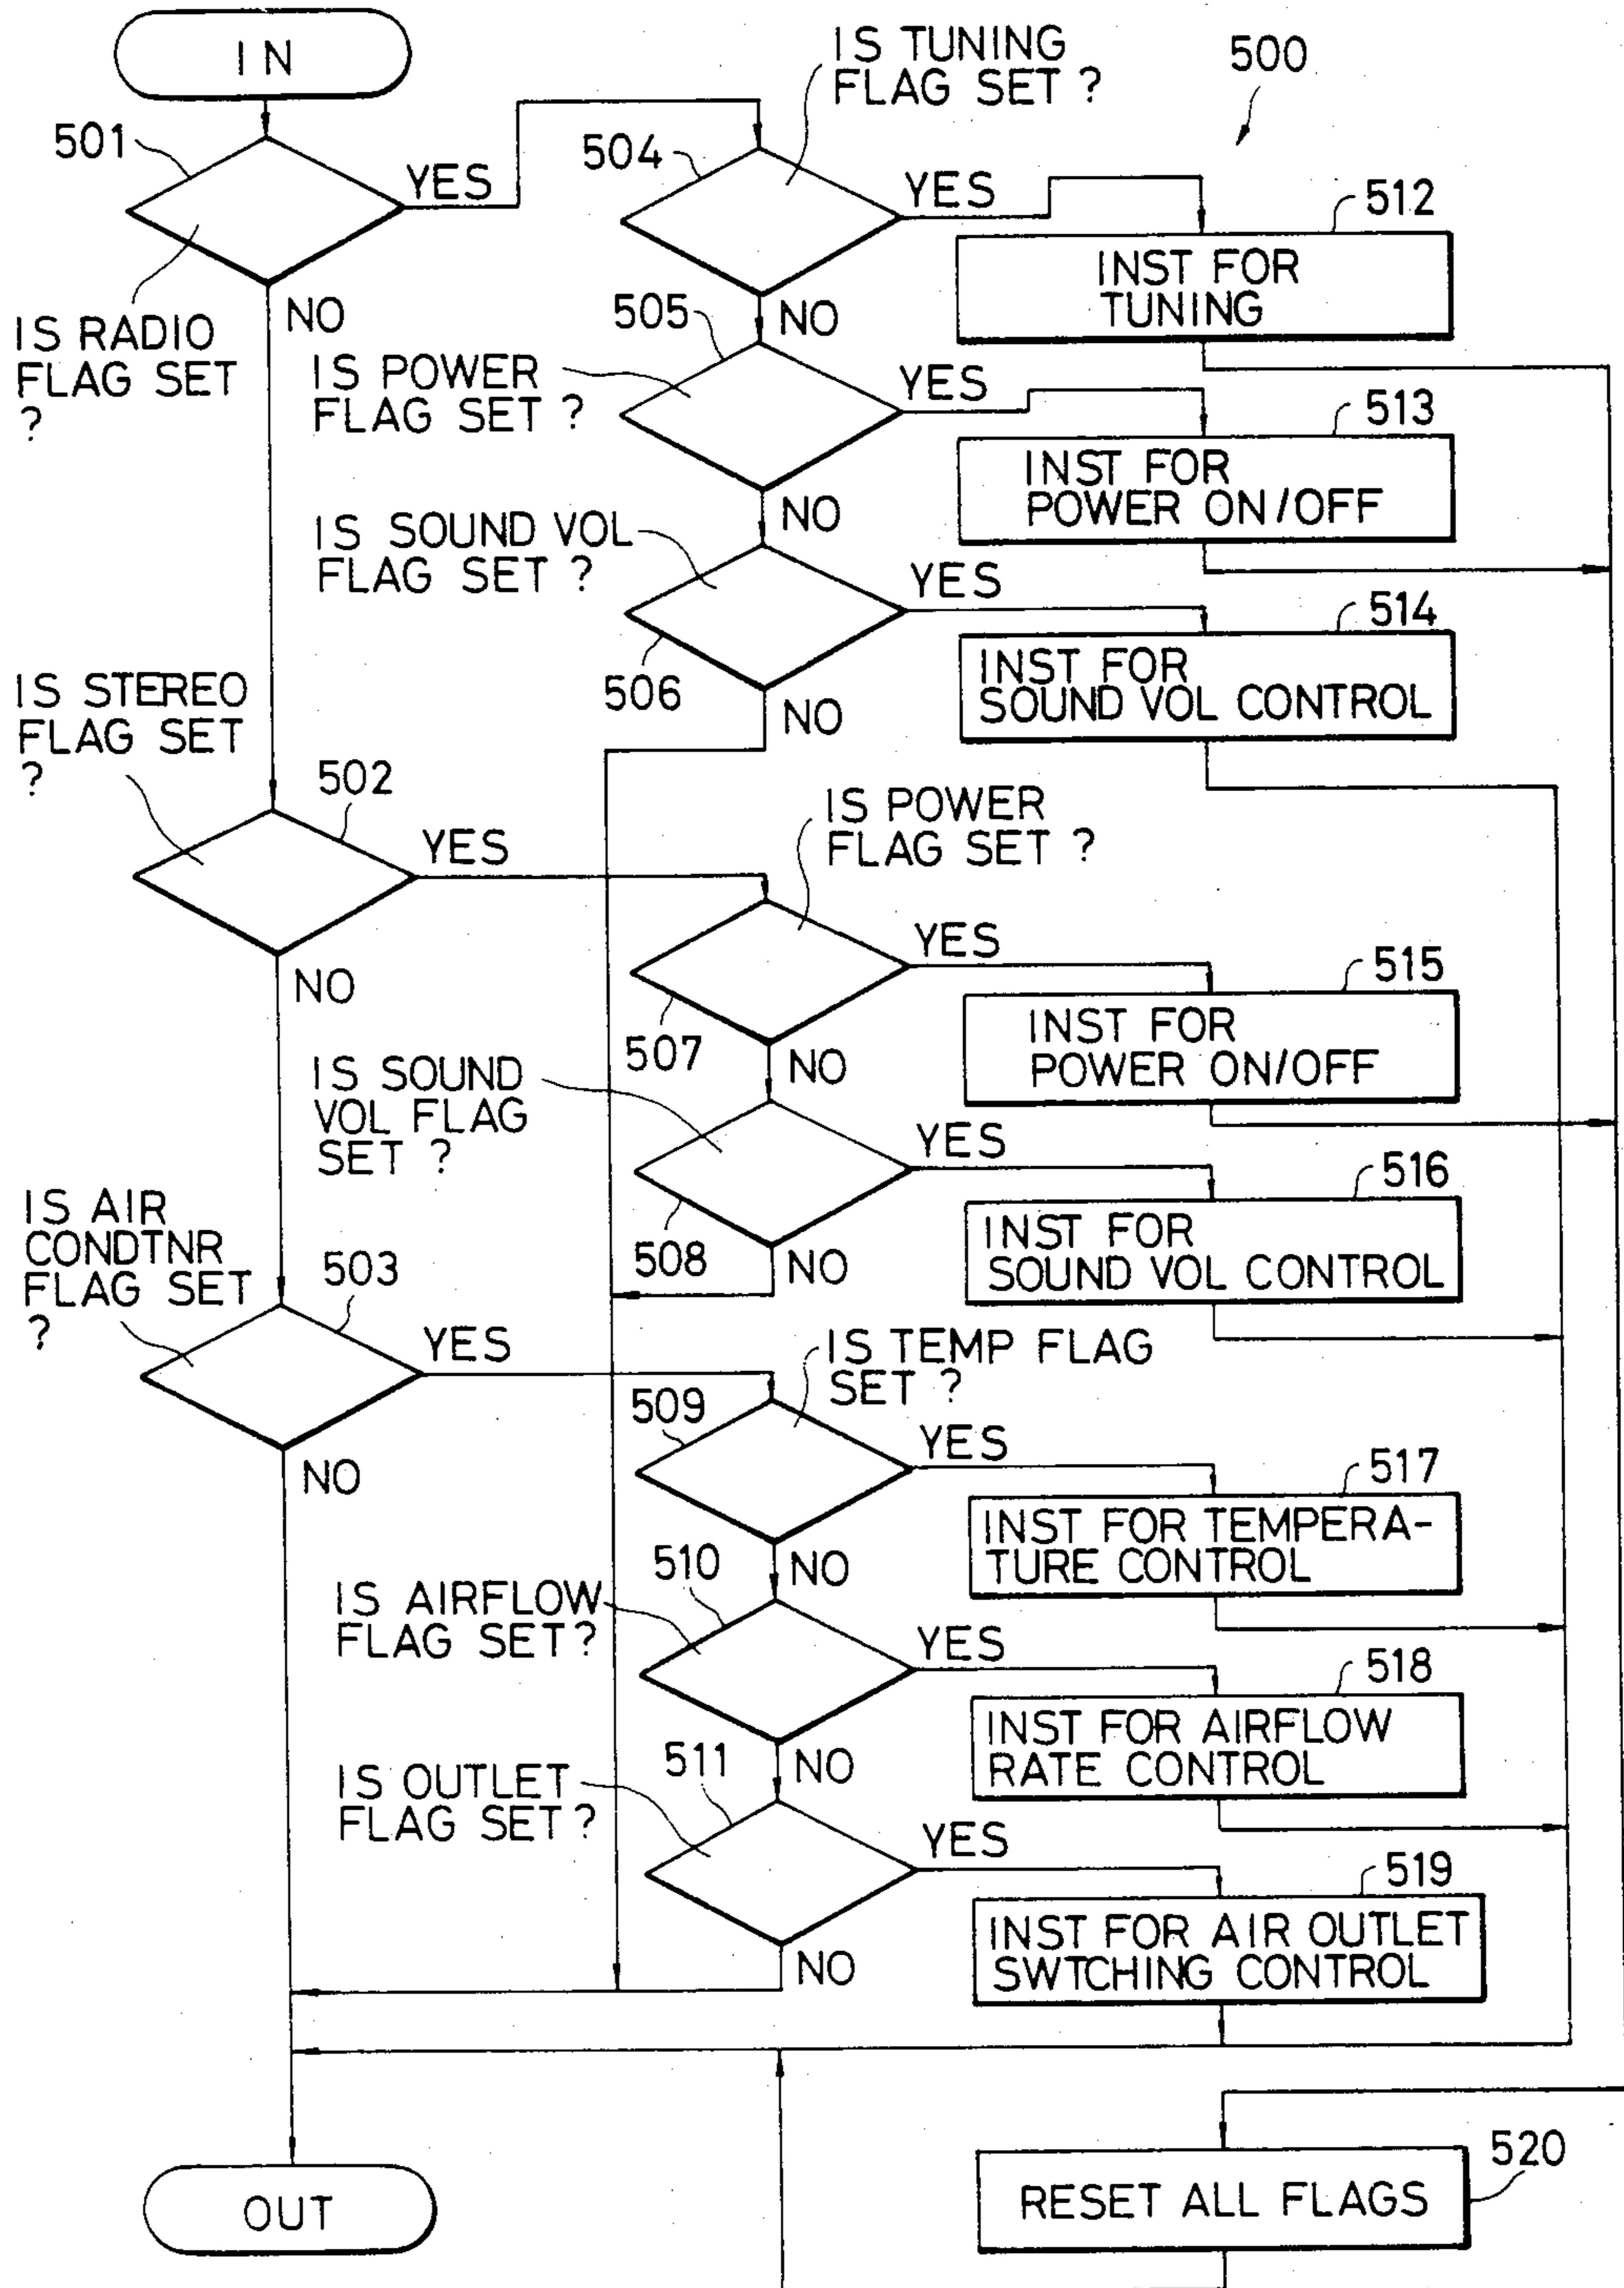 IN
IS TUNING
FLAG SET ?
500
501
YES
504
YES
512
INST FOR
TUNING
IS RADIO
FLAG SET
?
NO
505
NO
IS POWER
FLAG SET ?
YES
513
INST FOR
POWER ON/OFF
IS SOUND VOL
FLAG SET ?
NO
YES
514
INST FOR
SOUND VOL CONTROL
506
NO
IS STEREO
FLAG SET
?
502
YES
IS POWER
FLAG SET ?
YES
515
INST FOR
POWER ON/OFF
NO
507
NO
IS SOUND
VOL FLAG
SET ?
YES
516
INST FOR
SOUND VOL CONTROL
508
NO
IS AIR
CONDTNR
FLAG SET
?
503
YES
IS TEMP FLAG
SET ?
509
YES
517
INST FOR TEMPERA-
TURE CONTROL
NO
510
NO
IS AIRFLOW
FLAG SET?
YES
518
INST FOR AIRFLOW
RATE CONTROL
511
NO
IS OUTLET
FLAG SET?
YES
519
INST FOR AIR OUTLET
SWTCHING CONTROL
NO
520
RESET ALL FLAGS
OUT